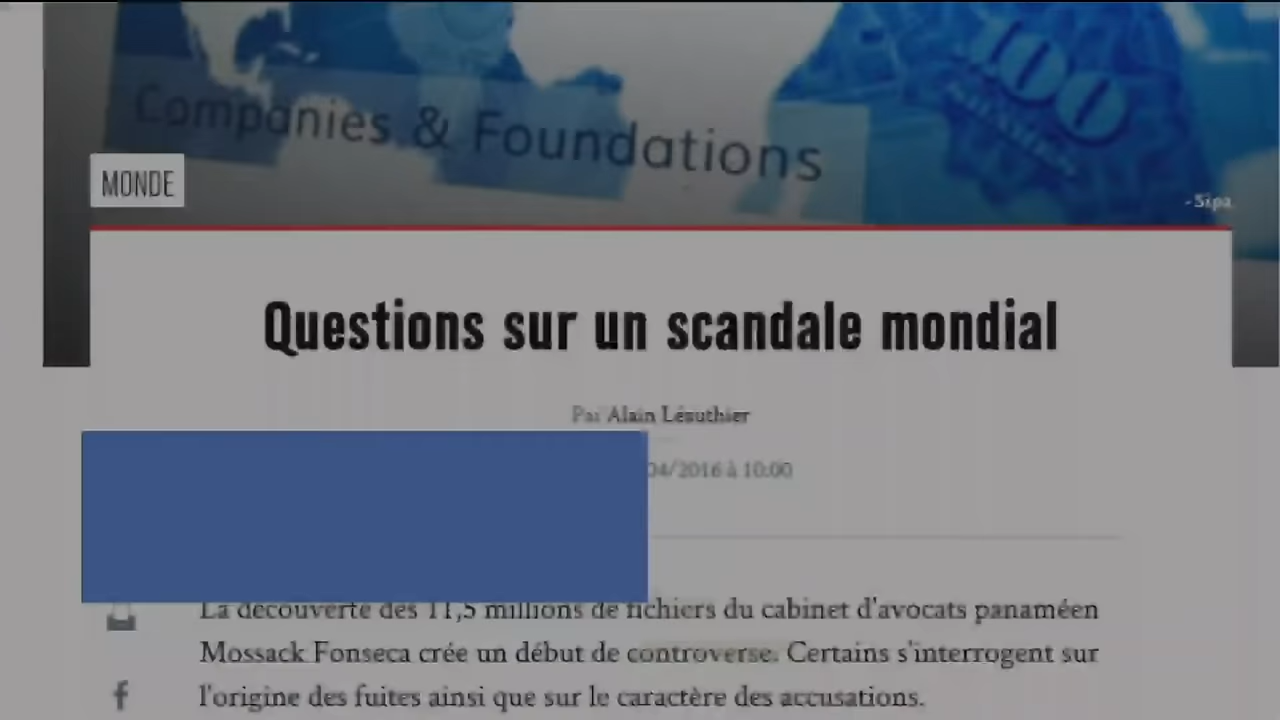 Companies & Foundations
100
MONDE
- Sipa
Questions sur un scandale mondial
Par Alain Léauthier
04/2016 à 10:00
La découverte des 11,5 millions de fichiers du cabinet d'avocats panaméen
Mossack Fonseca crée un début de controverse. Certains s'interrogent sur
l'origine des fuites ainsi que sur le caractère des accusations.